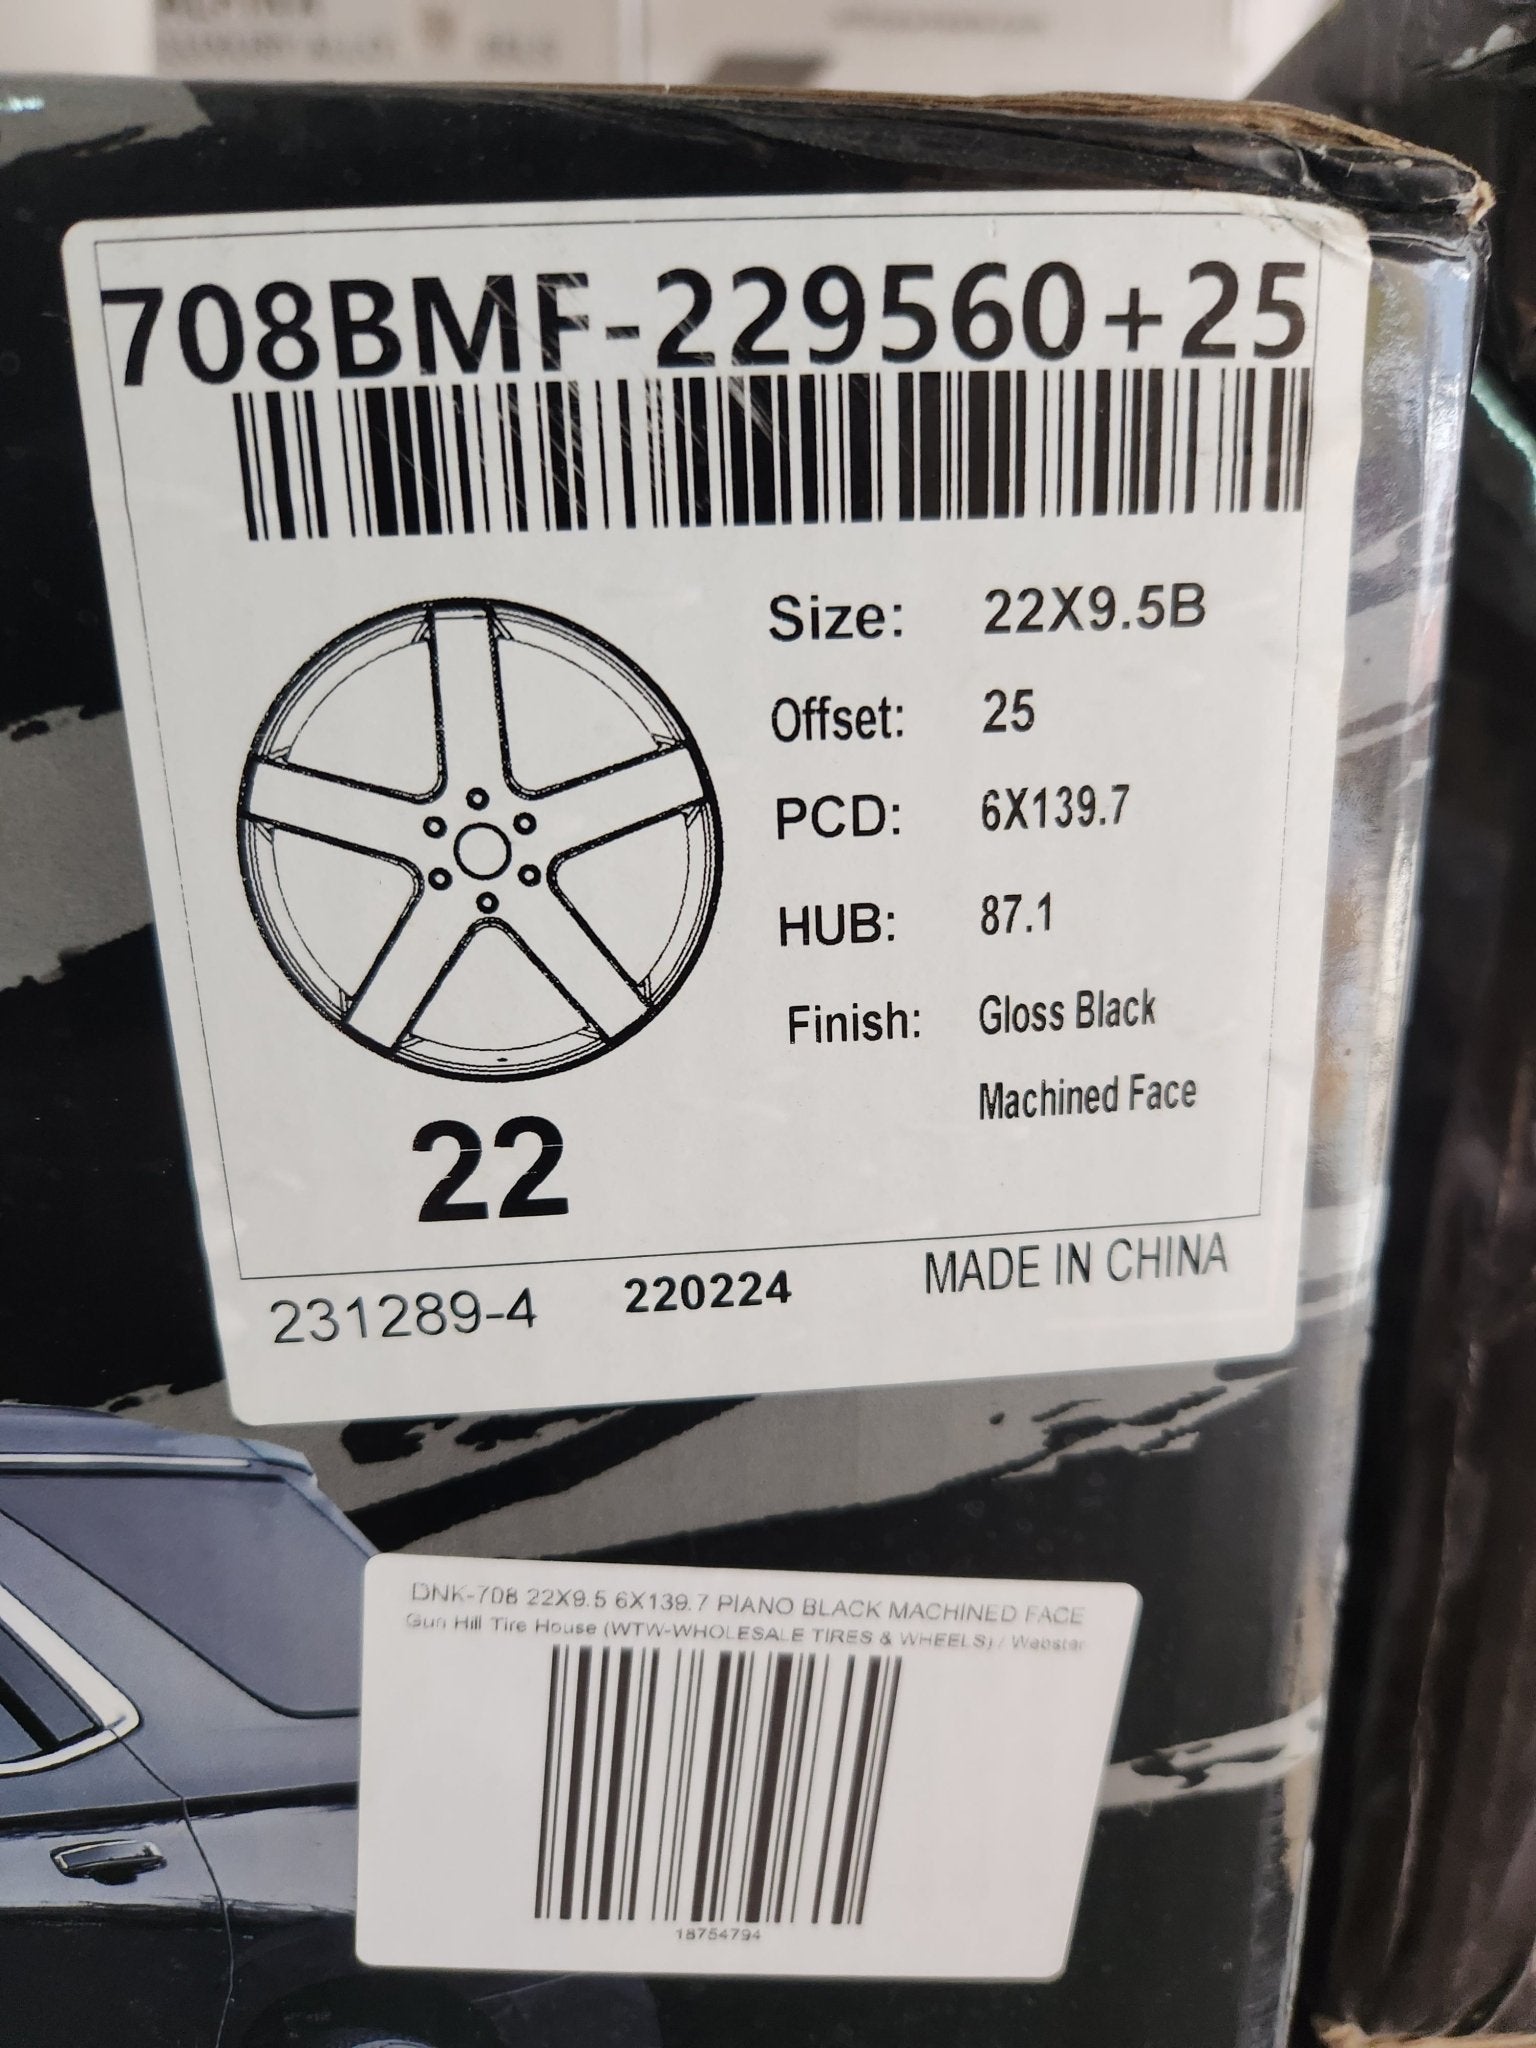 708BMF-229560+25
Size: 22X9.5B
Offset: 25
PCD: 6X139.7
HUB: 87.1
Finish: Gloss Black
Machined Face
22
231289-4 220224 MADE IN CHINA
DNK-708 22X9.5 6X139.7 PIANO BLACK MACHINED FACE
Gun Hill Tire House (WTW-WHOLESALE TIRES & WHEELS) / Webster
18754794